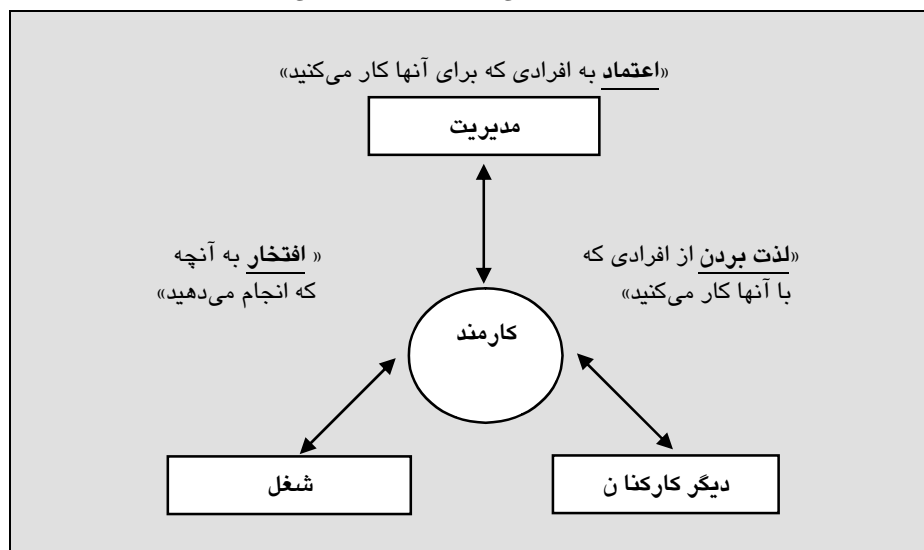 «اعتماد به افرادی که برای آنها کار می‌کنید»
مدیریت
«لذت بردن از افرادی که
با آنها کار می‌کنید»
« افتخار به آنچه
که انجام می‌دهید»
کارمند
دیگر کارکنا ن
شغل